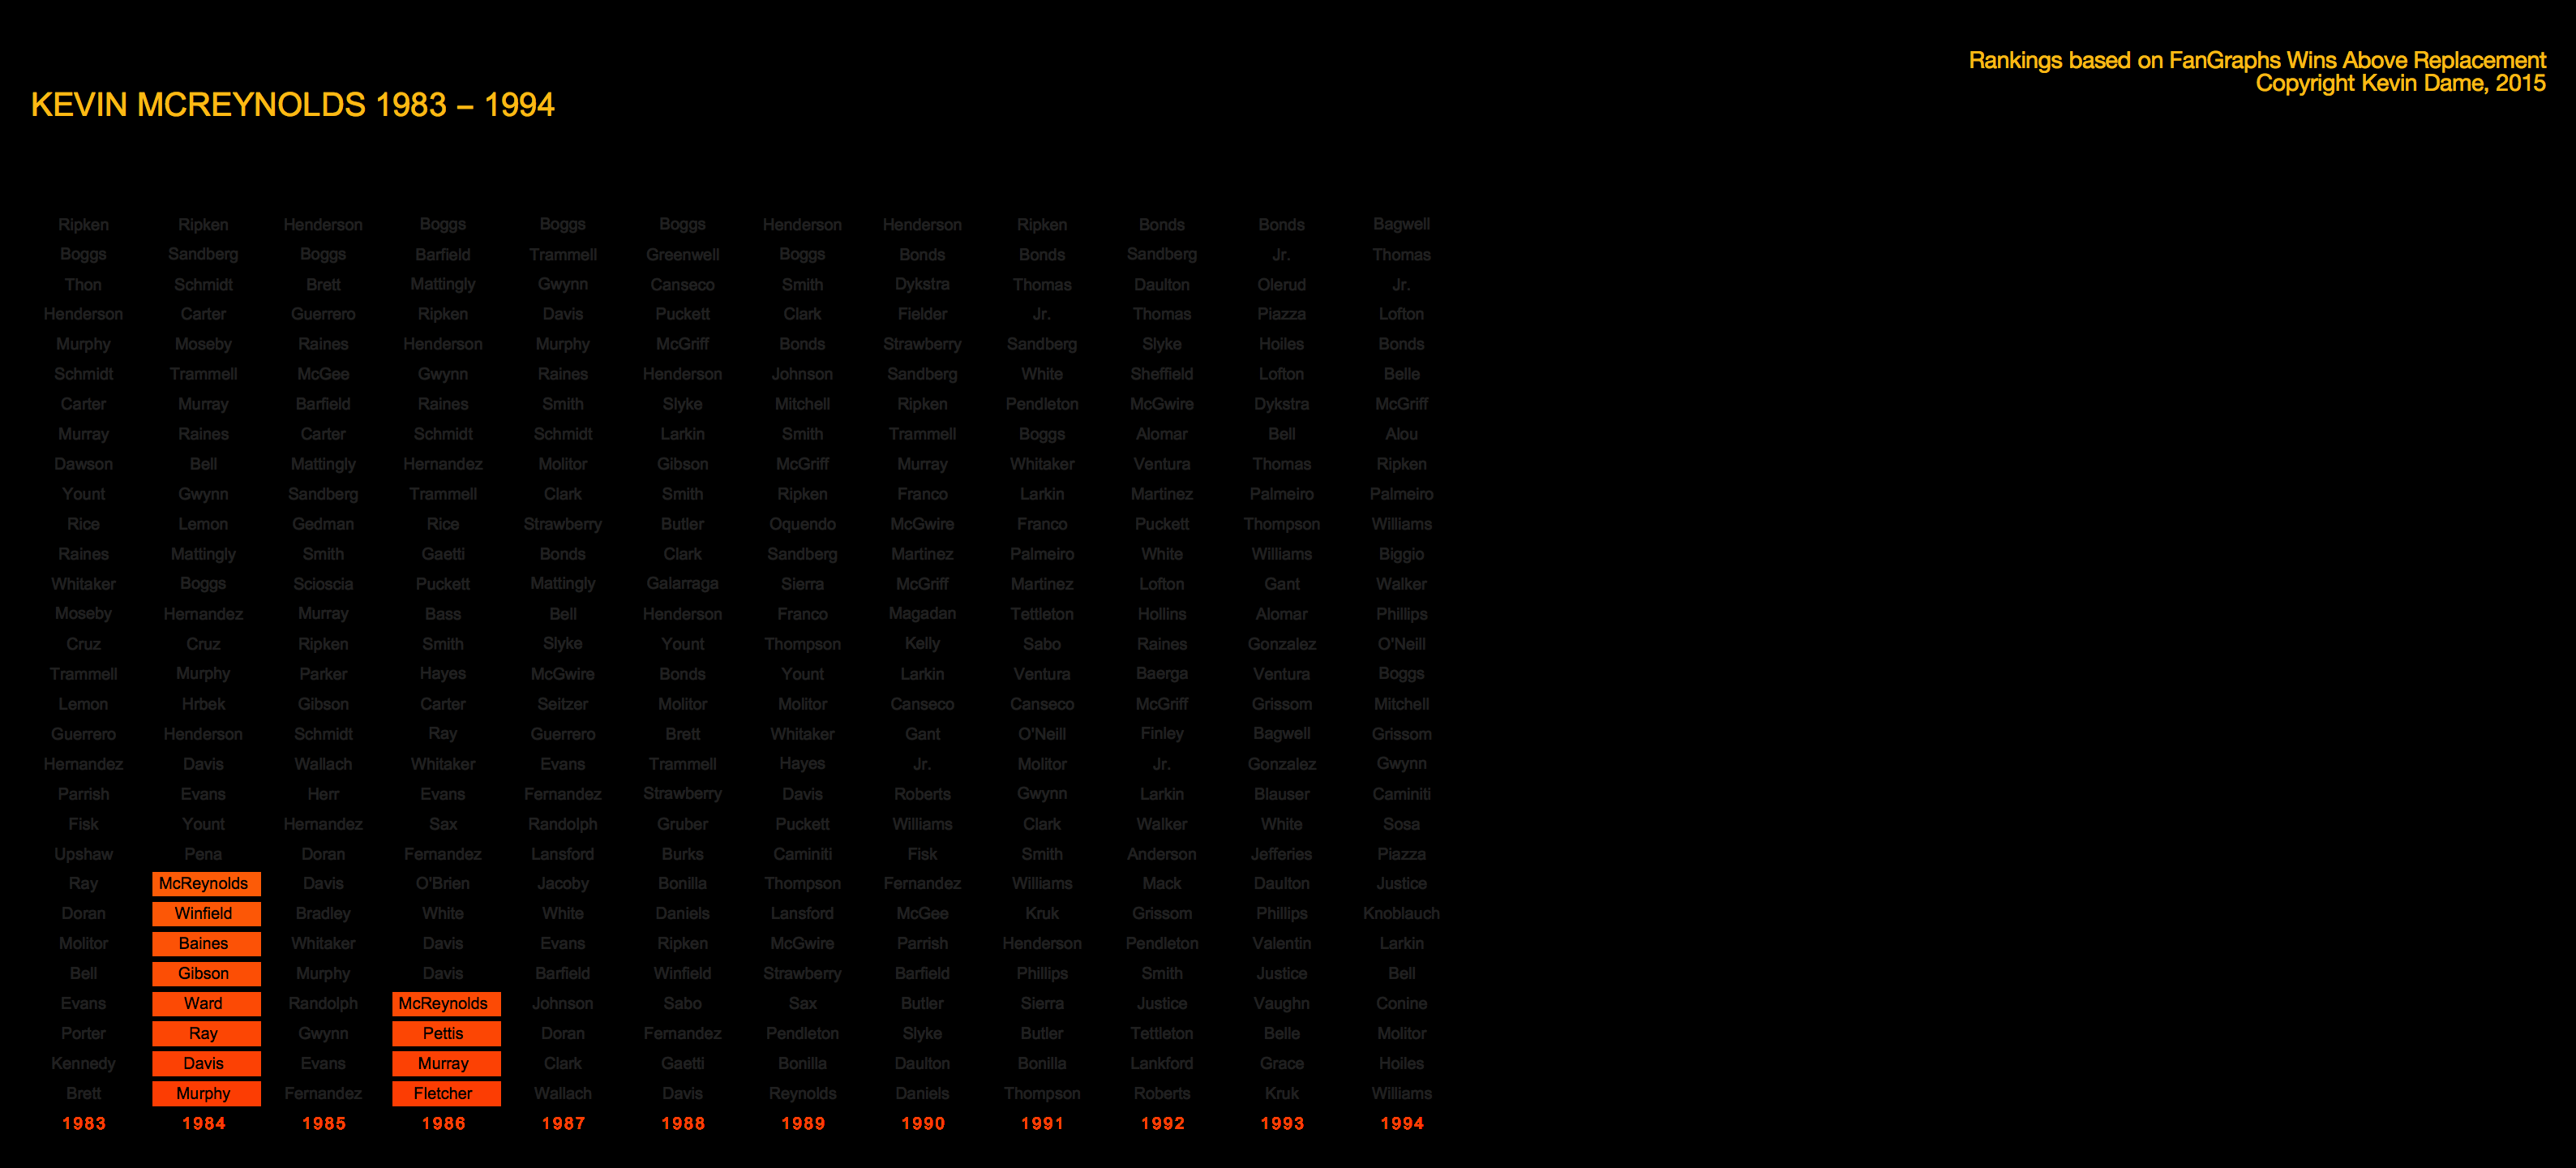 Rankings based on FanGraphs Wins Above Replacement
Copyright Kevin Dame, 2015
KEVIN MCREYNOLDS 1983 – 1994
Ripken Ripken Henderson Boggs Boggs Boggs Henderson Henderson Ripken Bonds Bonds Bagwell
Boggs Sandberg Boggs Barfield Trammell Greenwell Boggs Bonds Bonds Sandberg Jr. Thomas
Thon Schmidt Brett Mattingly Gwynn Canseco Smith Dykstra Thomas Daulton Olerud Jr.
Henderson Carter Guerrero Ripken Davis Puckett Clark Fielder Jr. Thomas Piazza Lofton
Murphy Moseby Raines Henderson Murphy McGriff Bonds Strawberry Sandberg Slyke Hoiles Bonds
Schmidt Trammell McGee Gwynn Raines Henderson Johnson Sandberg White Sheffield Lofton Belle
Carter Murray Barfield Raines Smith Slyke Mitchell Ripken Pendleton McGwire Dykstra McGriff
Murray Raines Carter Schmidt Schmidt Larkin Smith Trammell Boggs Alomar Bell Alou
Dawson Bell Mattingly Hernandez Molitor Gibson McGriff Murray Whitaker Ventura Thomas Ripken
Yount Gwynn Sandberg Trammell Clark Smith Ripken Franco Larkin Martinez Palmeiro Palmeiro
Rice Lemon Gedman Rice Strawberry Butler Oquendo McGwire Franco Puckett Thompson Williams
Raines Mattingly Smith Gaetti Bonds Clark Sandberg Martinez Palmeiro White Williams Biggio
Whitaker Boggs Scioscia Puckett Mattingly Galarraga Sierra McGriff Martinez Lofton Gant Walker
Moseby Hernandez Murray Bass Bell Henderson Franco Magadan Tettleton Hollins Alomar Phillips
Cruz Cruz Ripken Smith Slyke Yount Thompson Kelly Sabo Raines Gonzalez O'Neill
Trammell Murphy Parker Hayes McGwire Bonds Yount Larkin Ventura Baerga Ventura Boggs
Lemon Hrbek Gibson Carter Seitzer Molitor Molitor Canseco Canseco McGriff Grissom Mitchell
Guerrero Henderson Schmidt Ray Guerrero Brett Whitaker Gant O'Neill Finley Bagwell Grissom
Hernandez Davis Wallach Whitaker Evans Trammell Hayes Jr. Molitor Jr. Gonzalez Gwynn
Parrish Evans Herr Evans Fernandez Strawberry Davis Roberts Gwynn Larkin Blauser Caminiti
Fisk Yount Hernandez Sax Randolph Gruber Puckett Williams Clark Walker White Sosa
Upshaw Pena Doran Fernandez Lansford Burks Caminiti Fisk Smith Anderson Jefferies Piazza
Ray McReynolds Davis O'Brien Jacoby Bonilla Thompson Fernandez Williams Mack Daulton Justice
Doran Winfield Bradley White White Daniels Lansford McGee Kruk Grissom Phillips Knoblauch
Molitor Baines Whitaker Davis Evans Ripken McGwire Parrish Henderson Pendleton Valentin Larkin
Bell Gibson Murphy Davis Barfield Winfield Strawberry Barfield Phillips Smith Justice Bell
Evans Ward Randolph McReynolds Johnson Sabo Sax Butler Sierra Justice Vaughn Conine
Porter Ray Gwynn Pettis Doran Fernandez Pendleton Slyke Butler Tettleton Belle Molitor
Kennedy Davis Evans Murray Clark Gaetti Bonilla Daulton Bonilla Lankford Grace Hoiles
Brett Murphy Fernandez Fletcher Wallach Davis Reynolds Daniels Thompson Roberts Kruk Williams
1983 1984 1985 1986 1987 1988 1989 1990 1991 1992 1993 1994